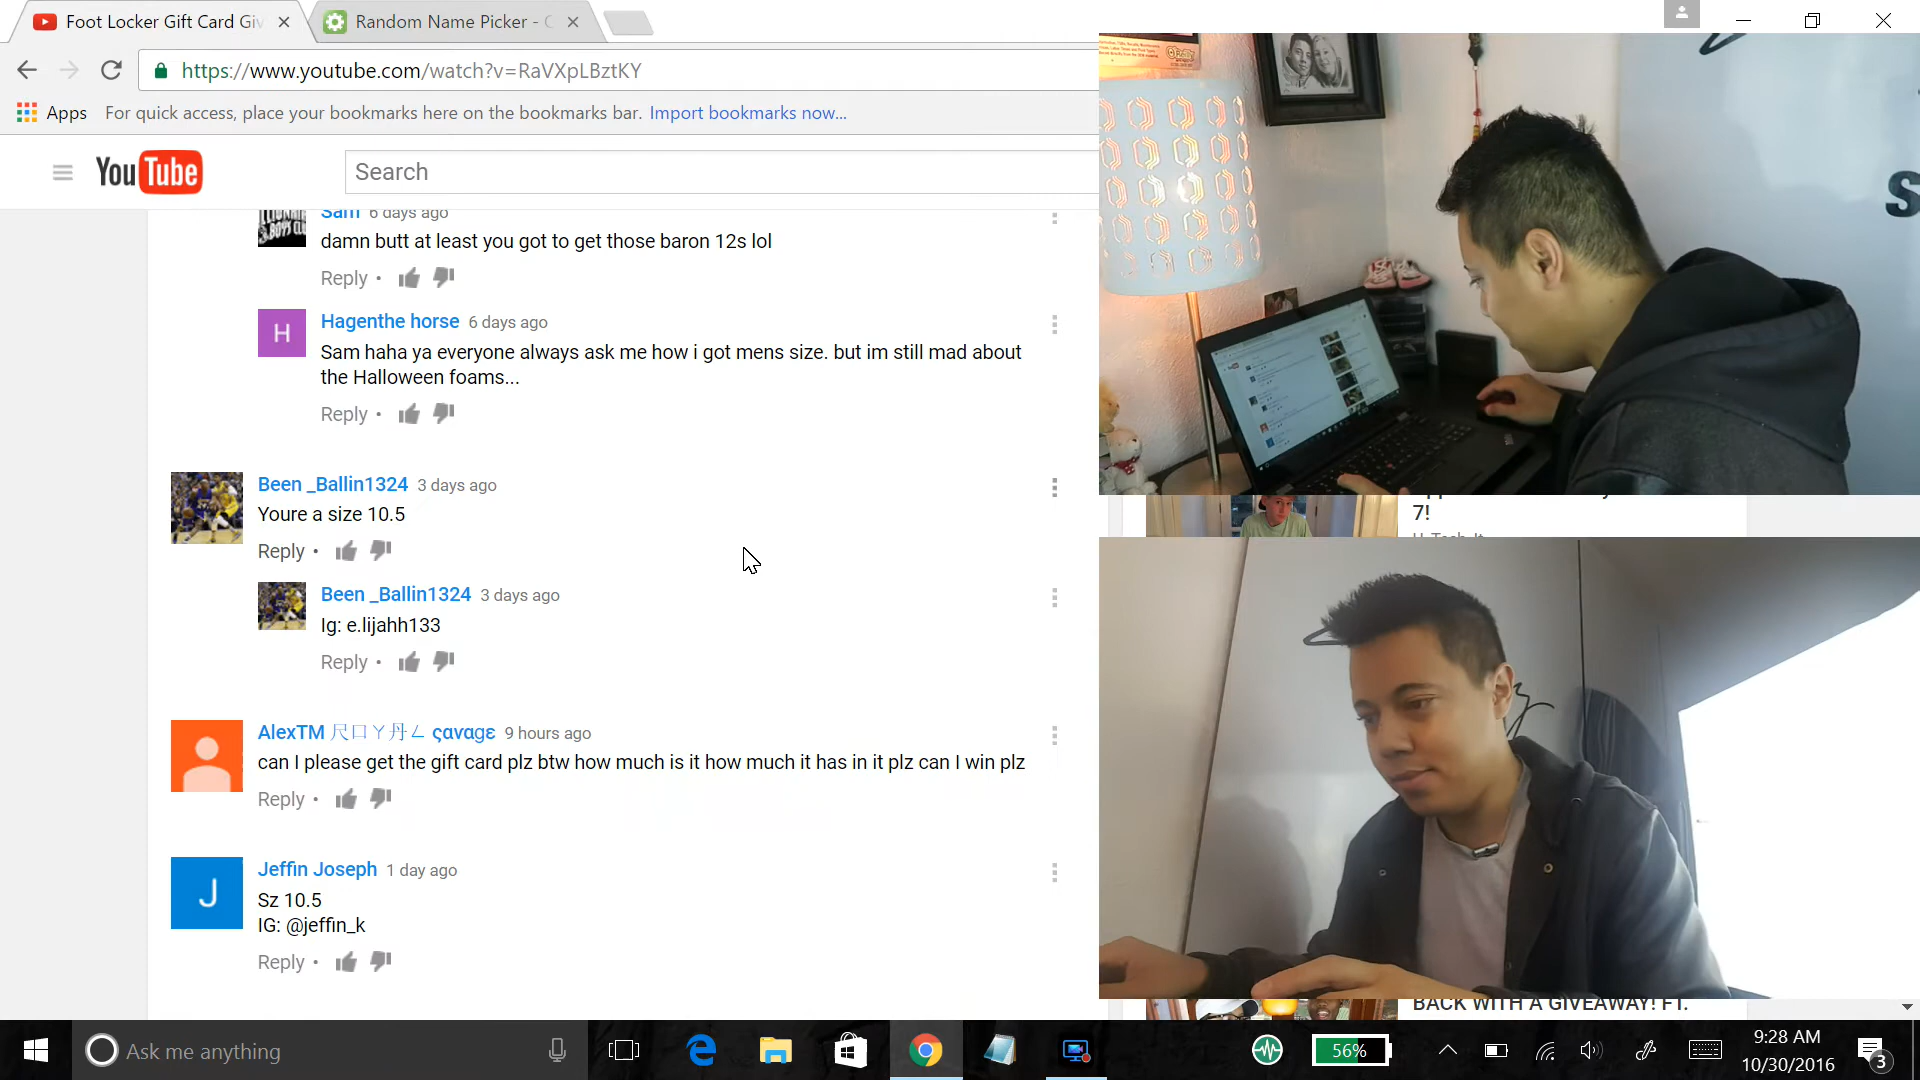 Foot Locker Gift Card Giv
Random Name Picker - C
https://www.youtube.com/watch?v=RaVXpLBztKY
Apps For quick access, place your bookmarks here on the bookmarks bar. Import bookmarks now...
YouTube
Search
Sam 6 days ago
damn butt at least you got to get those baron 12s lol
Reply •
H
Hagenthe horse 6 days ago
Sam haha ya everyone always ask me how i got mens size. but im still mad about
the Halloween foams...
Reply •
Been _Ballin1324 3 days ago
Youre a size 10.5
Reply •
Been _Ballin1324 3 days ago
Ig: e.lijahh133
Reply •
AlexTM 尺口丫丹ㄥ ςαναgε 9 hours ago
can I please get the gift card plz btw how much is it how much it has in it plz can I win plz
Reply •
J
Jeffin Joseph 1 day ago
Sz 10.5
IG: @jeffin_k
Reply •
7!
BACK WITH A GIVEAWAY! FT.
Ask me anything
56%
9:28 AM
10/30/2016
3